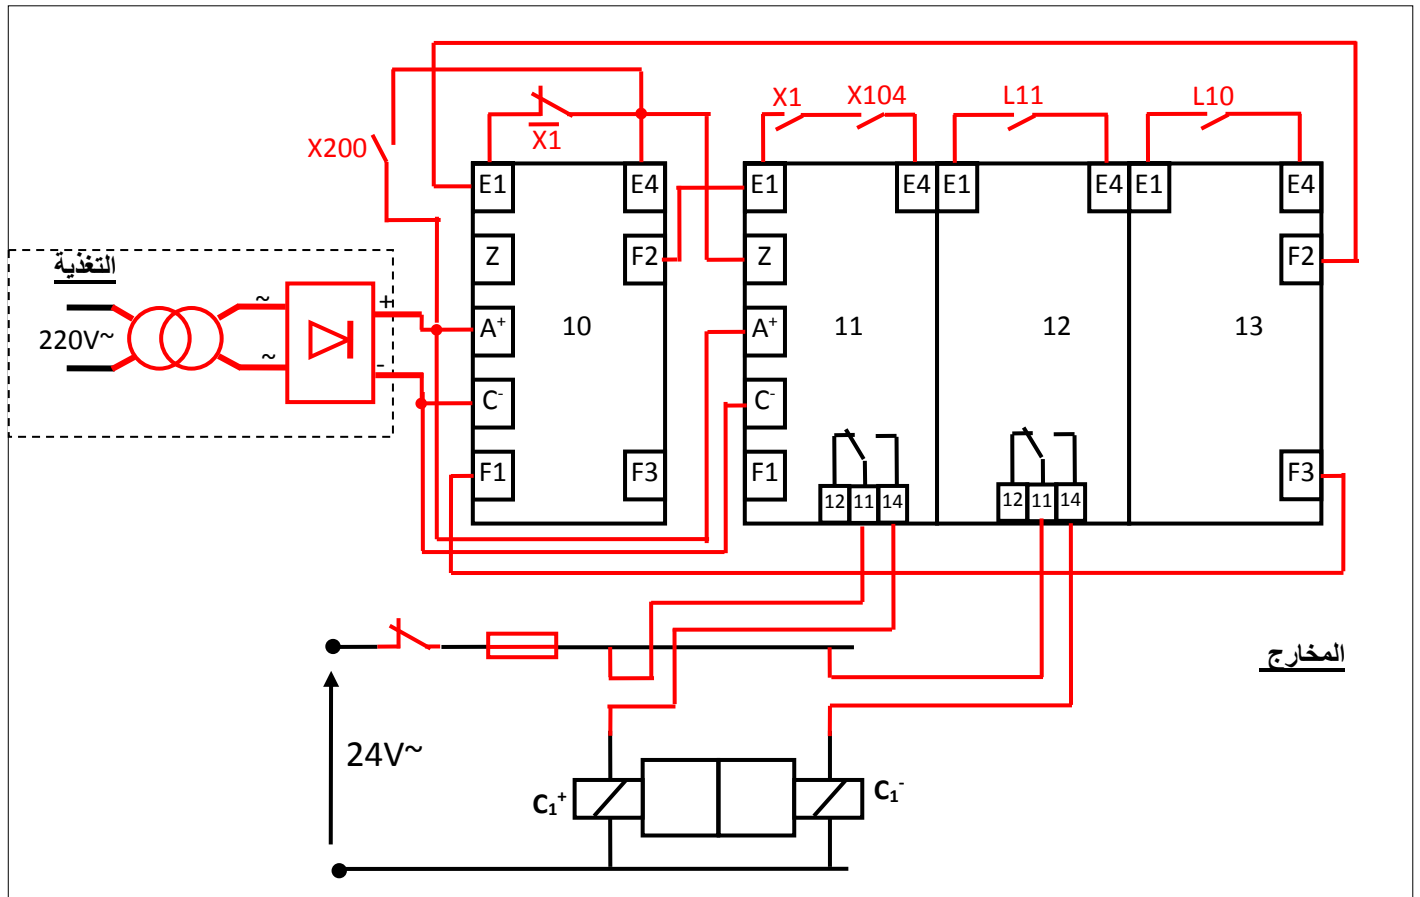 X1 X104 L11 L10
X1
X200
E1 E4 E1 E4 E1 E4 E1 E4
Z F2 Z F2
التغذية
220V~ ~ ~ + -
A+ 10 A+ 11 12 13
C- C-
F1 F3 F1 F3
12 11 14 12 11 14
المخارج
24V~
C1+ C1-